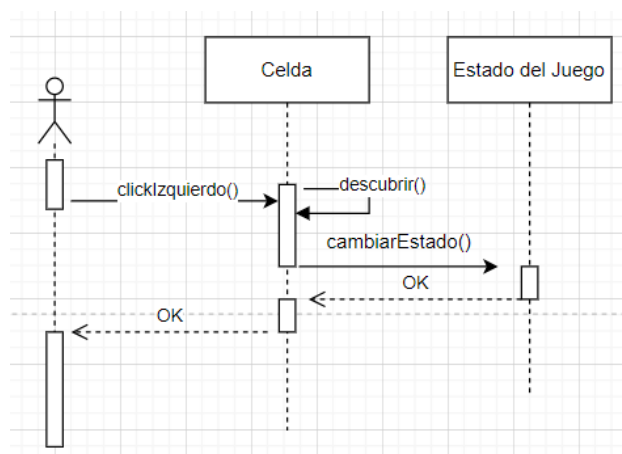 Celda
Estado del Juego
clickIzquierdo()
descubrir()
cambiarEstado()
OK
OK